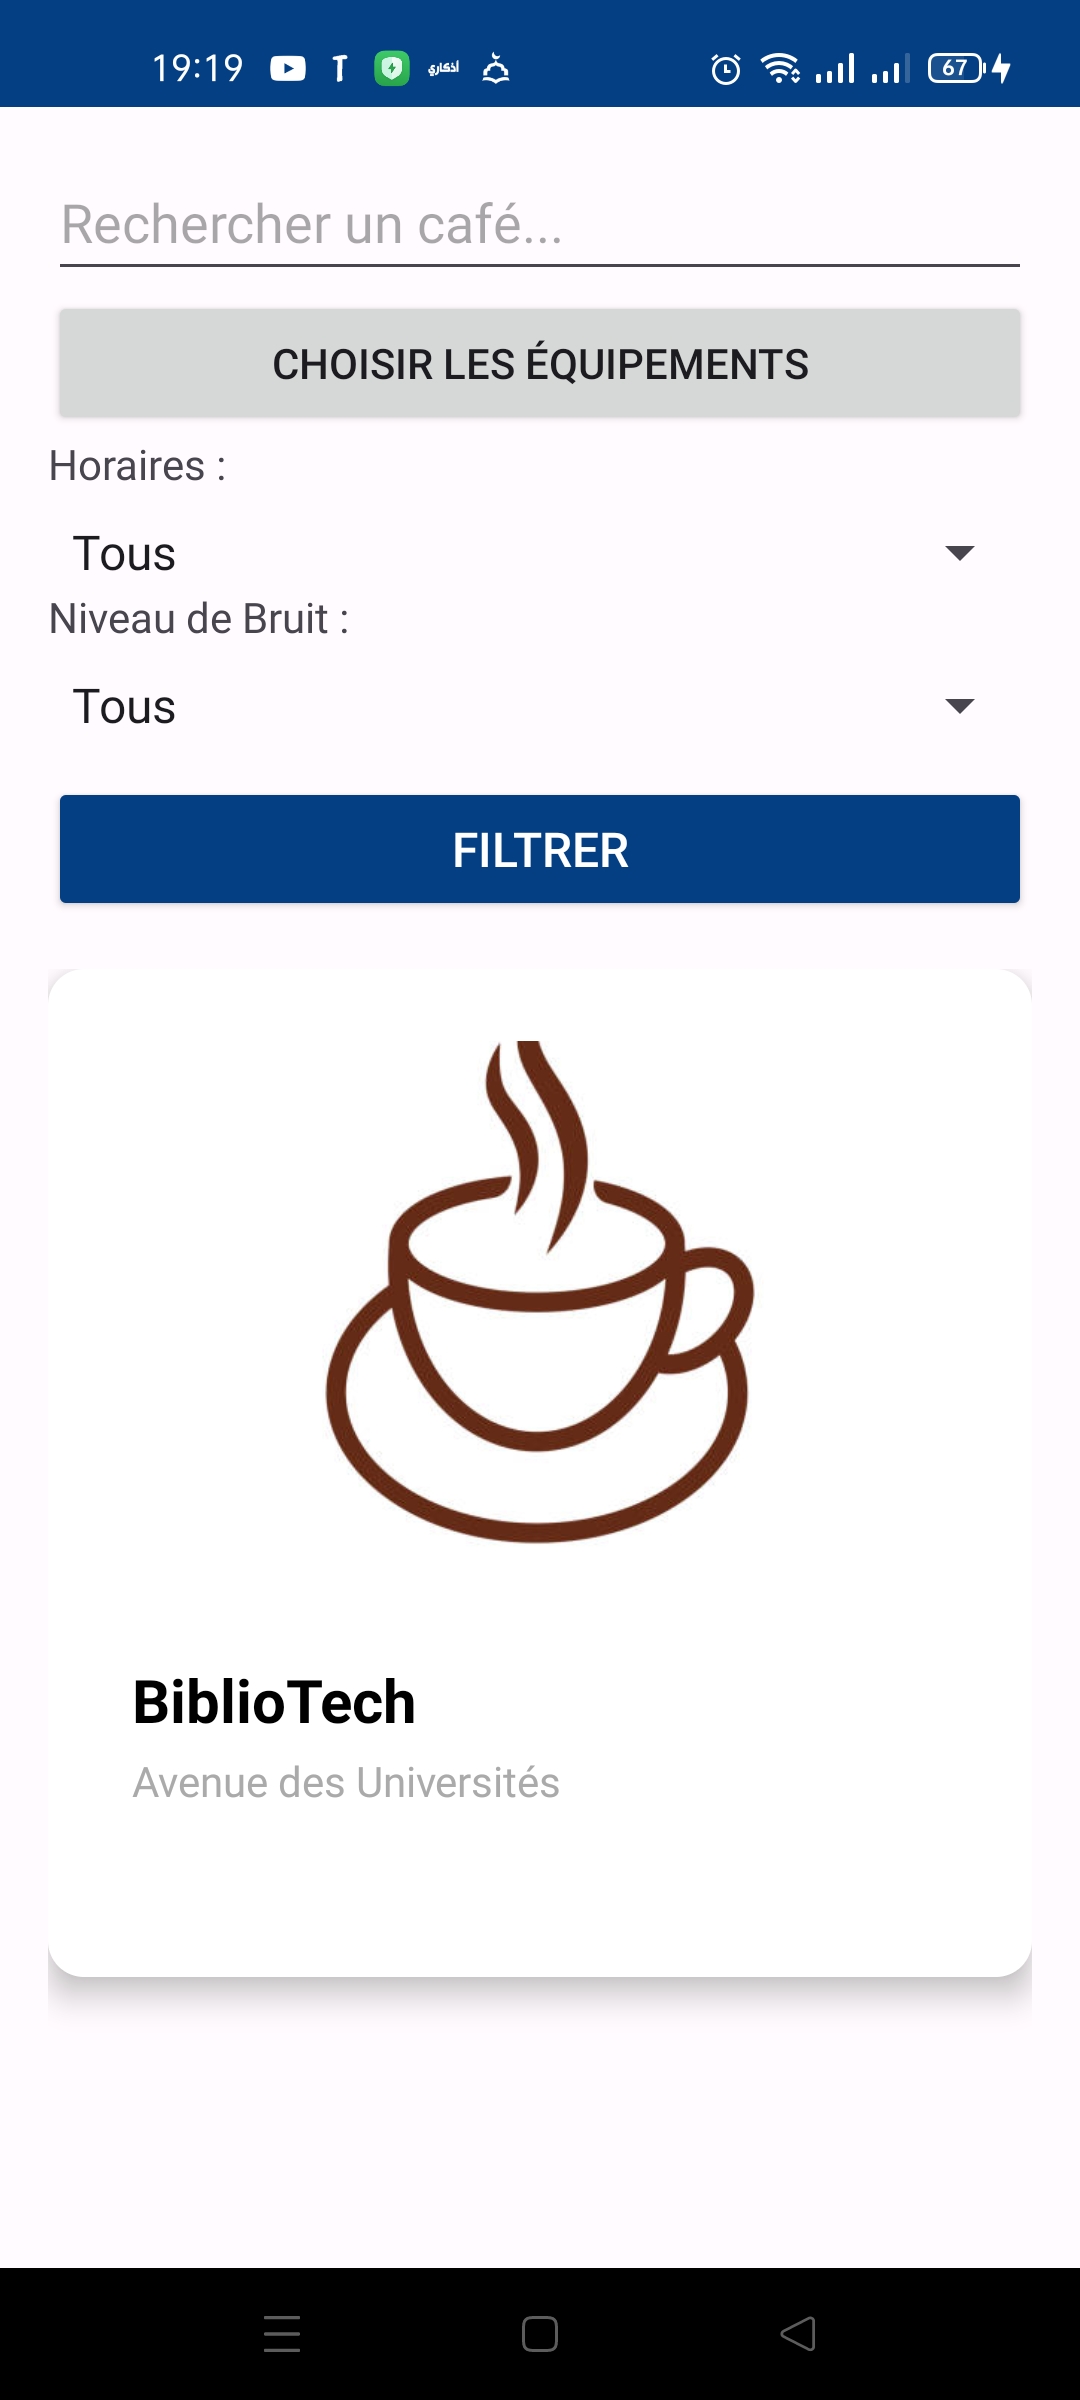 19:19 أذكاري 67
Rechercher un café...
CHOISIR LES ÉQUIPEMENTS
Horaires :
Tous
Niveau de Bruit :
Tous
FILTRER
BiblioTech
Avenue des Universités